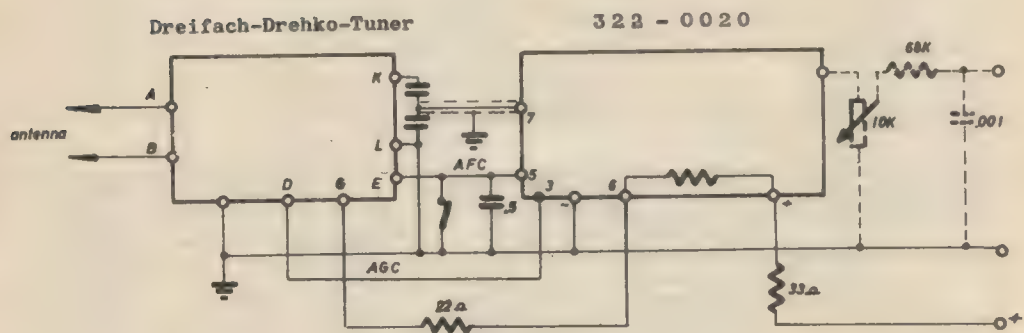 Dreifach-Drehko-Tuner
322-0020
68K
K
A
7
10K
.001
antenna
L
B
AFC
D
G
E
5
3
-
6
+
.5
AGC
22Ω
33Ω
+